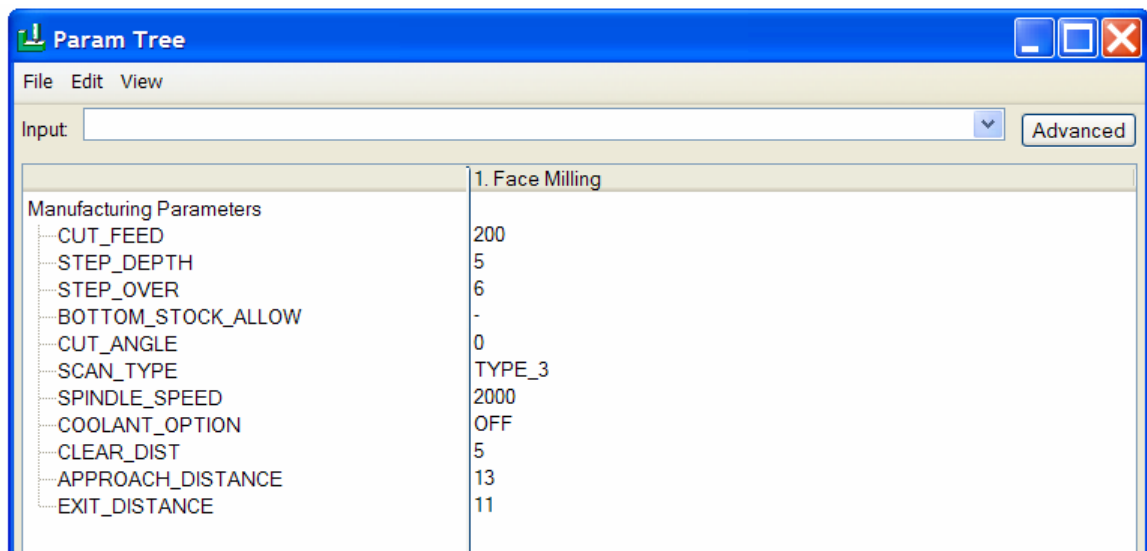 Param Tree
File Edit View
Input:
Advanced
1. Face Milling
Manufacturing Parameters
CUT_FEED 200
STEP_DEPTH 5
STEP_OVER 6
BOTTOM_STOCK_ALLOW -
CUT_ANGLE 0
SCAN_TYPE TYPE_3
SPINDLE_SPEED 2000
COOLANT_OPTION OFF
CLEAR_DIST 5
APPROACH_DISTANCE 13
EXIT_DISTANCE 11